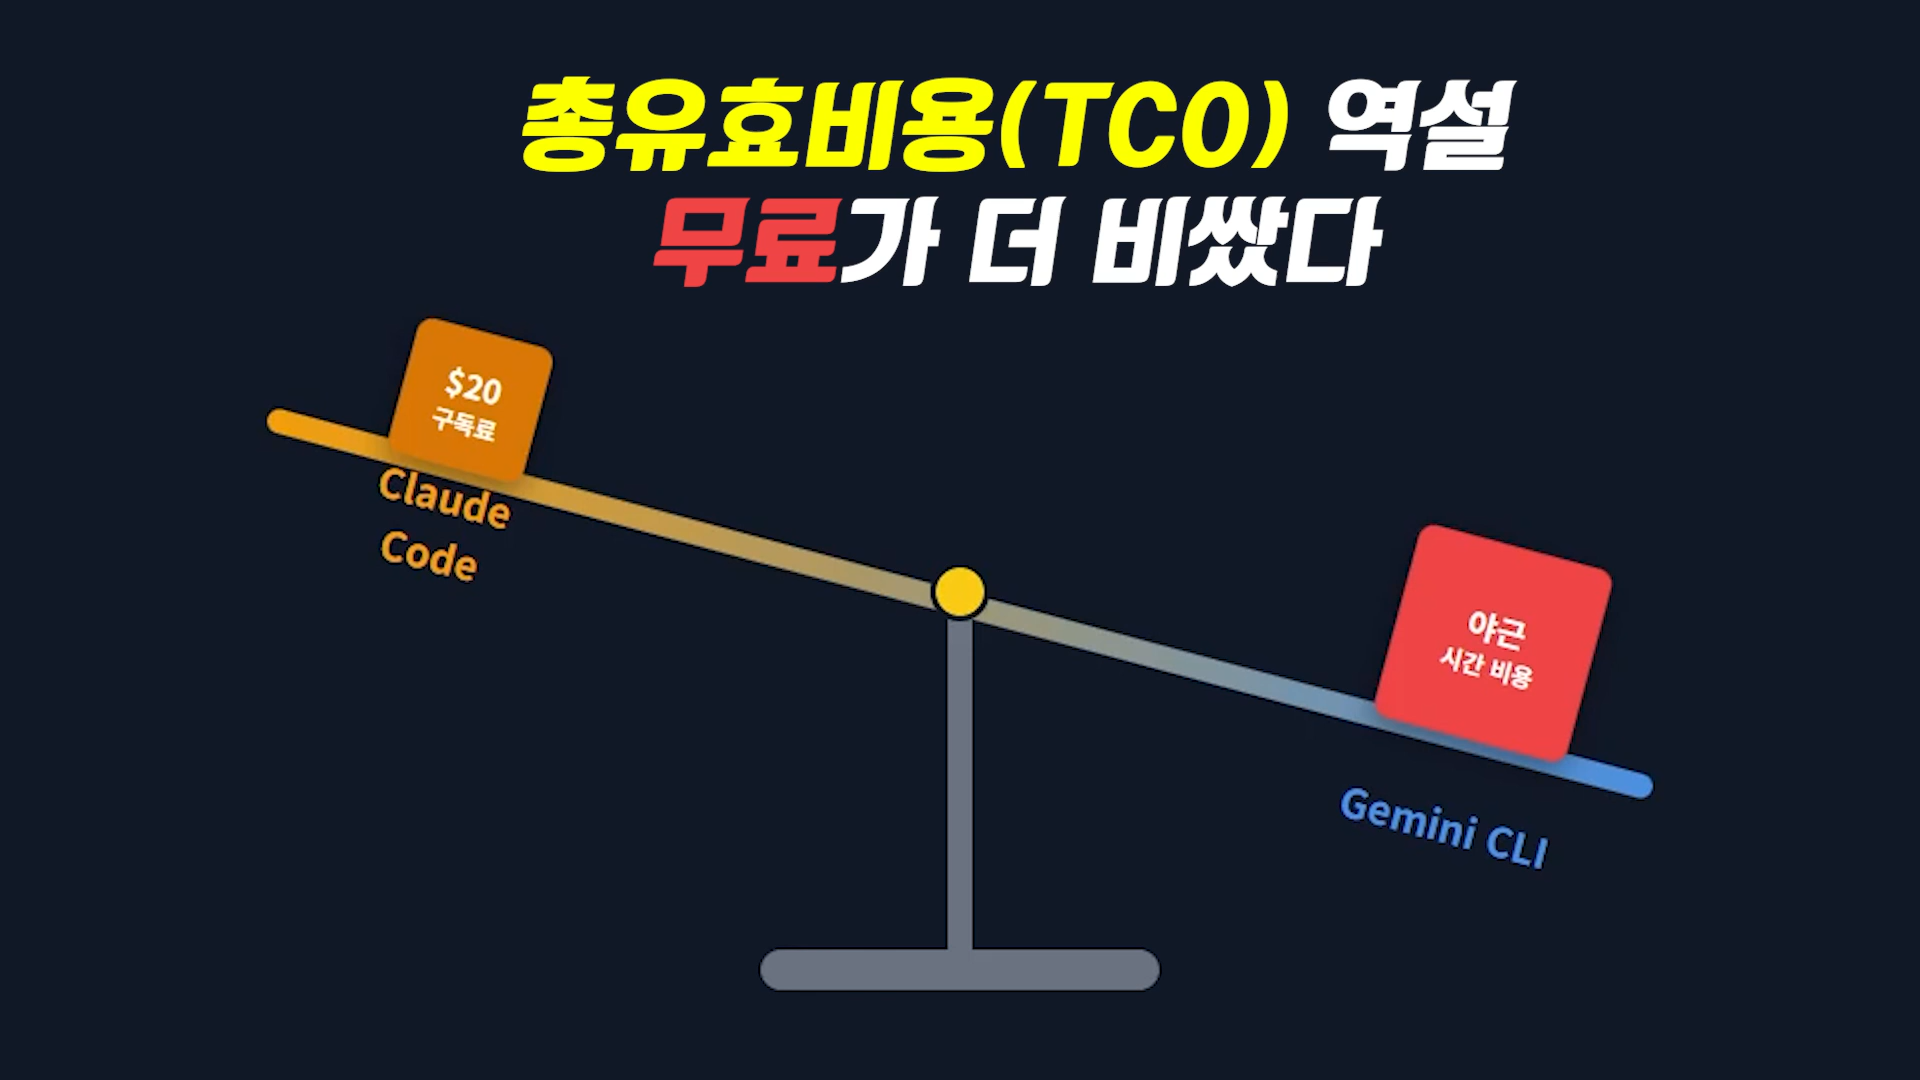 총유효비용(TCO) 역설
무료가 더 비쌌다
$20
구독료
Claude
Code
야근
시간 비용
Gemini CLI